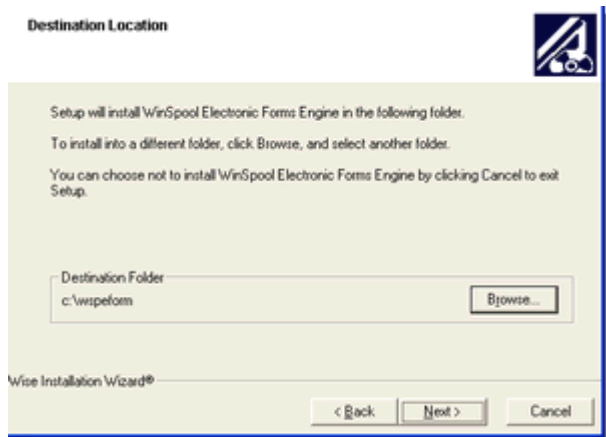 Destination Location
Setup will install WinSpool Electronic Forms Engine in the following folder.
To install into a different folder, click Browse, and select another folder.
You can choose not to install WinSpool Electronic Forms Engine by clicking Cancel to exit
Setup.
Destination Folder
c:\wspeform
Browse...
Wise Installation Wizard®
< Back
Next >
Cancel